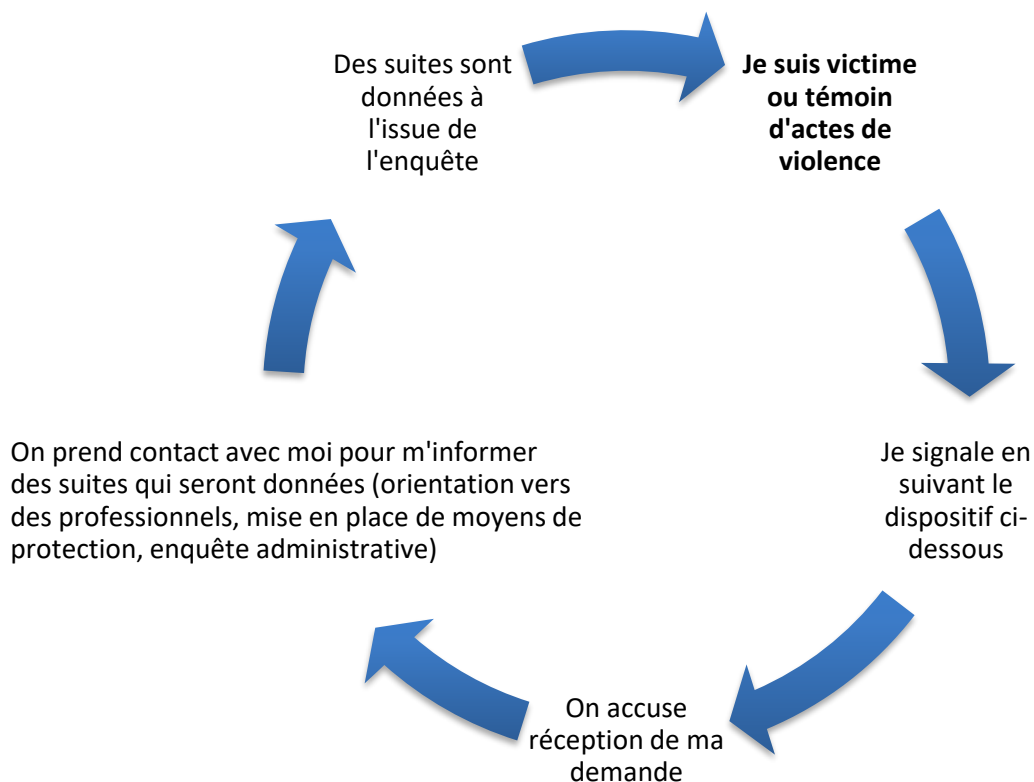 Je suis victime
ou témoin
d'actes de
violence
Je signale en
suivant le
dispositif ci-
dessous
On accuse
réception de ma
demande
On prend contact avec moi pour m'informer
des suites qui seront données (orientation vers
des professionnels, mise en place de moyens de
protection, enquête administrative)
Des suites sont
données à
l'issue de
l'enquête